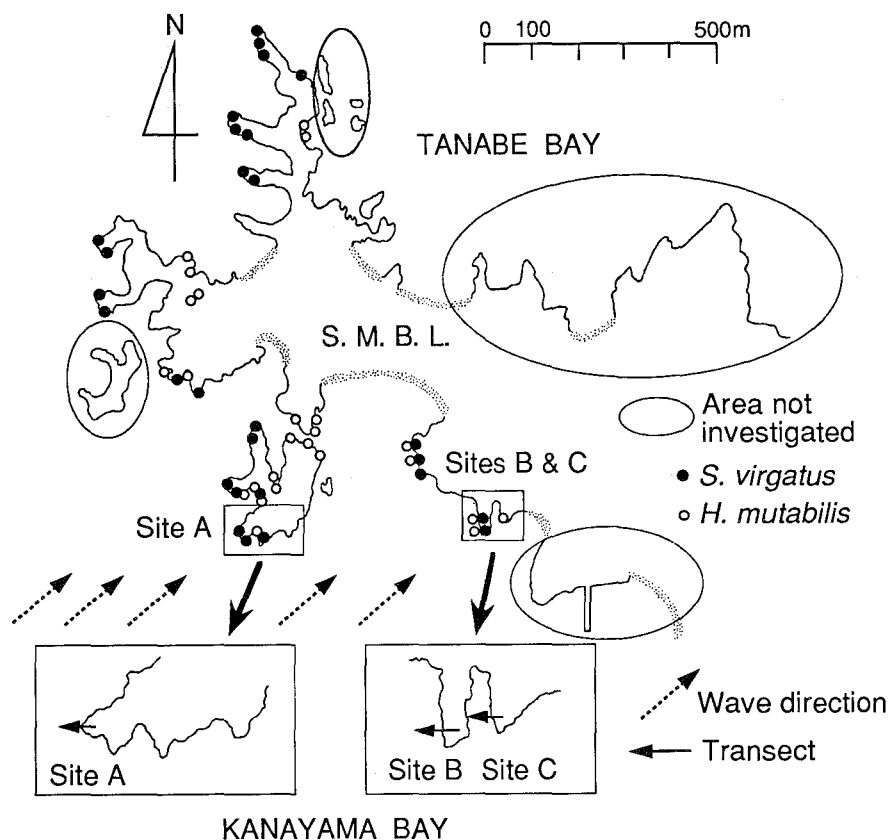 N
0 100 500m
TANABE BAY
S. M. B. L.
Area not
investigated
S. virgatus
H. mutabilis
Sites B & C
Site A
Wave direction
Transect
Site A
Site B Site C
KANAYAMA BAY